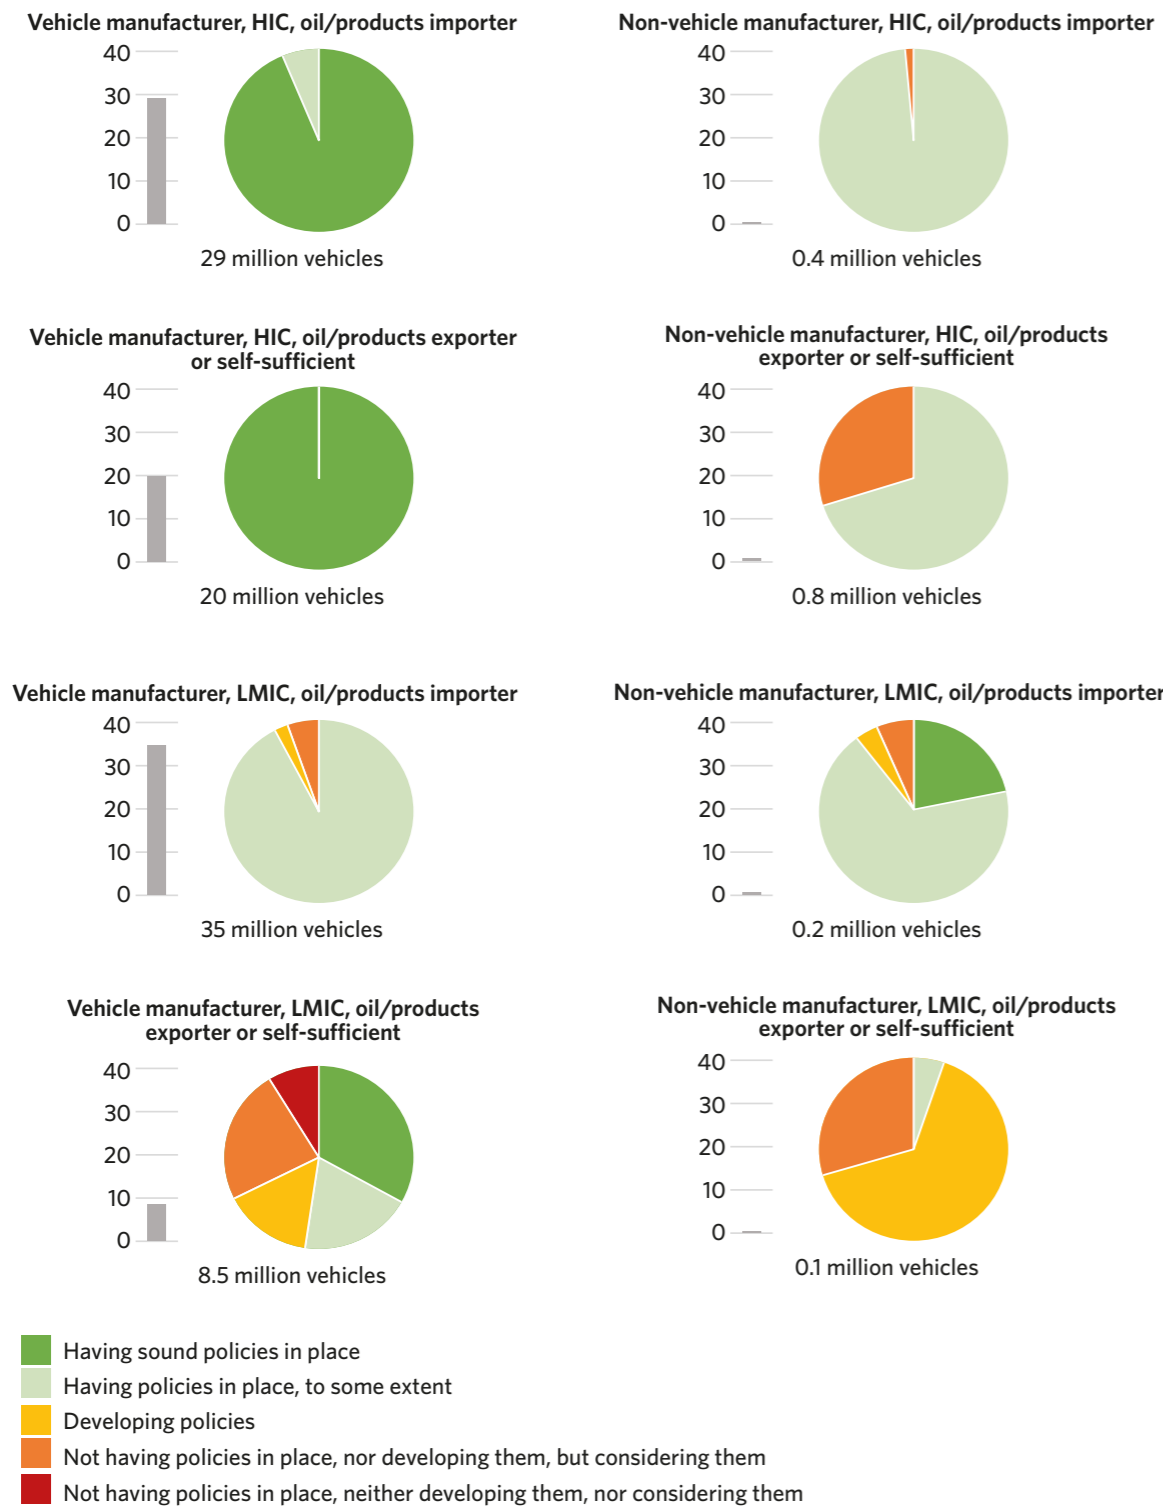 Vehicle manufacturer, HIC, oil/products importer
40
30
20
10
0
29 million vehicles
Non-vehicle manufacturer, HIC, oil/products importer
40
30
20
10
0
0.4 million vehicles
Vehicle manufacturer, HIC, oil/products exporter
or self-sufficient
40
30
20
10
0
20 million vehicles
Non-vehicle manufacturer, HIC, oil/products
exporter or self-sufficient
40
30
20
10
0
0.8 million vehicles
Vehicle manufacturer, LMIC, oil/products importer
40
30
20
10
0
35 million vehicles
Non-vehicle manufacturer, LMIC, oil/products importer
40
30
20
10
0
0.2 million vehicles
Vehicle manufacturer, LMIC, oil/products
exporter or self-sufficient
40
30
20
10
0
8.5 million vehicles
Non-vehicle manufacturer, LMIC, oil/products
exporter or self-sufficient
40
30
20
10
0
0.1 million vehicles
Having sound policies in place
Having policies in place, to some extent
Developing policies
Not having policies in place, nor developing them, but considering them
Not having policies in place, neither developing them, nor considering them